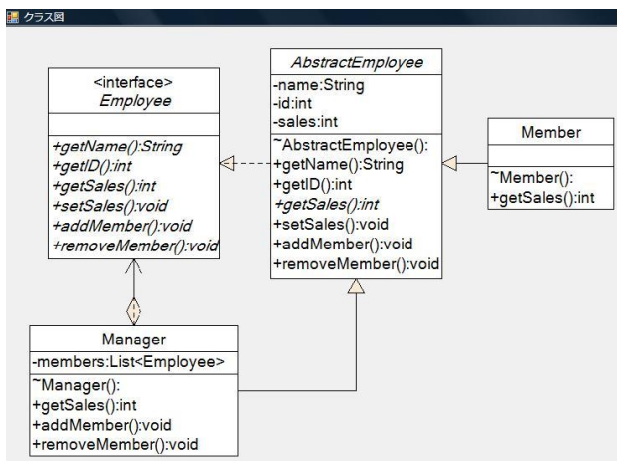 クラス図
<interface>
Employee
+getName():String
+getID():int
+getSales():int
+setSales():void
+addMember():void
+removeMember():void
AbstractEmployee
-name:String
-id:int
-sales:int
~AbstractEmployee():
+getName():String
+getID():int
+getSales():int
+setSales():void
+addMember():void
+removeMember():void
Member
~Member():
+getSales():int
Manager
-members:List<Employee>
~Manager():
+getSales():int
+addMember():void
+removeMember():void